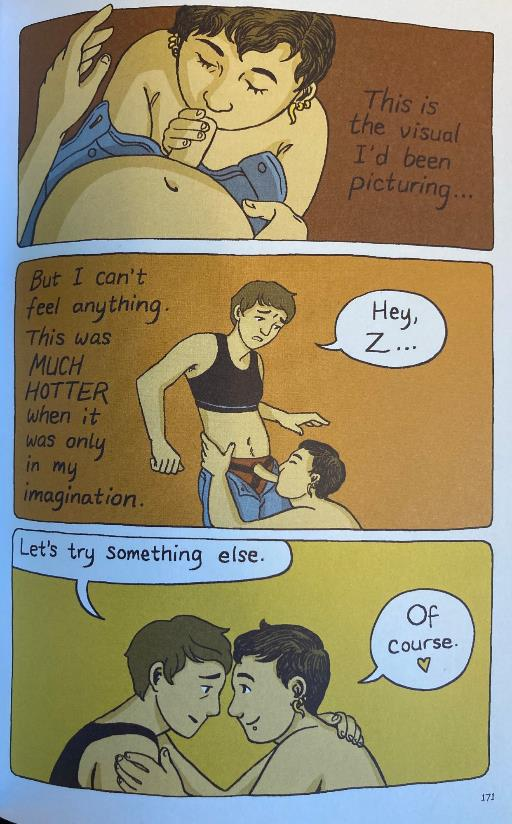 This is
the visual
I'd been
picturing...
But I can't
feel anything.
This was
MUCH
HOTTER
when it
was only
in my
imagination.
Hey,
Z...
Let's try something else.
Of
course.
171